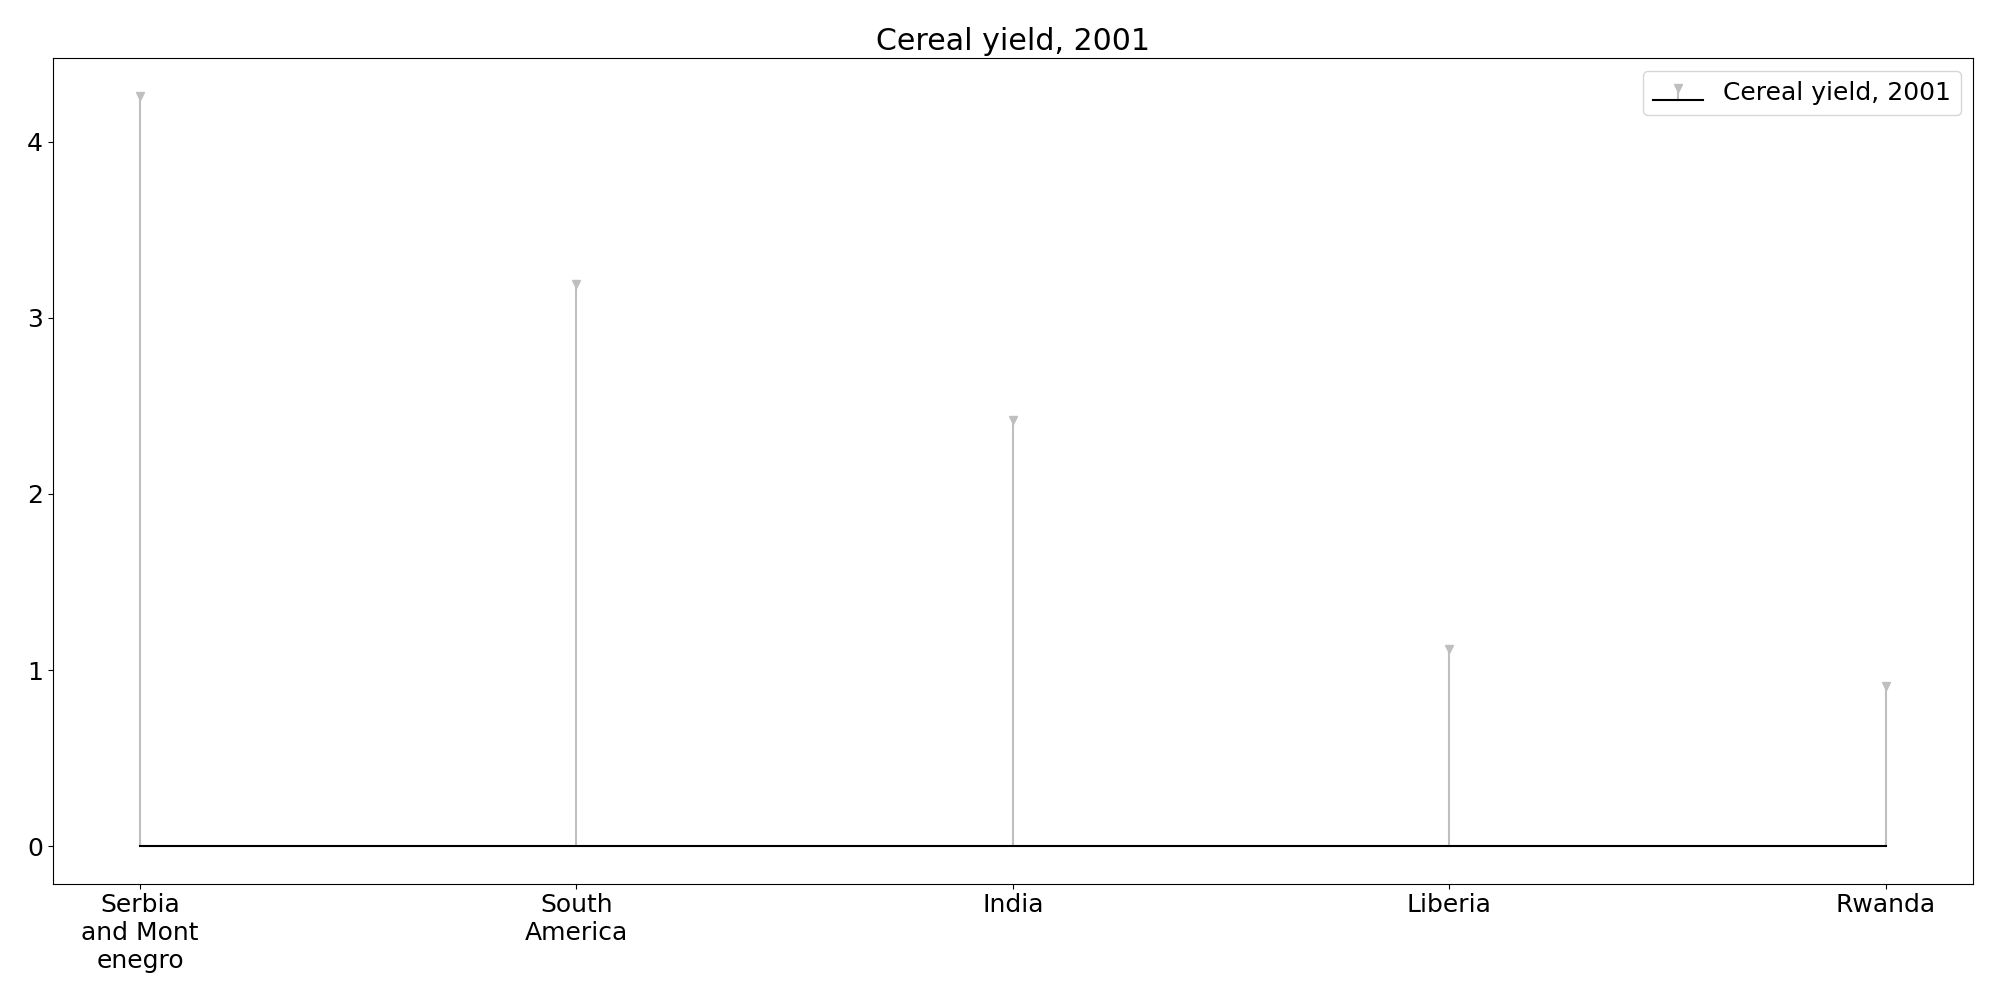 Cereal yield, 2001
Cereal yield, 2001
4
3
2
1
0
Serbia
and Mont
enegro
South
America
India
Liberia
Rwanda